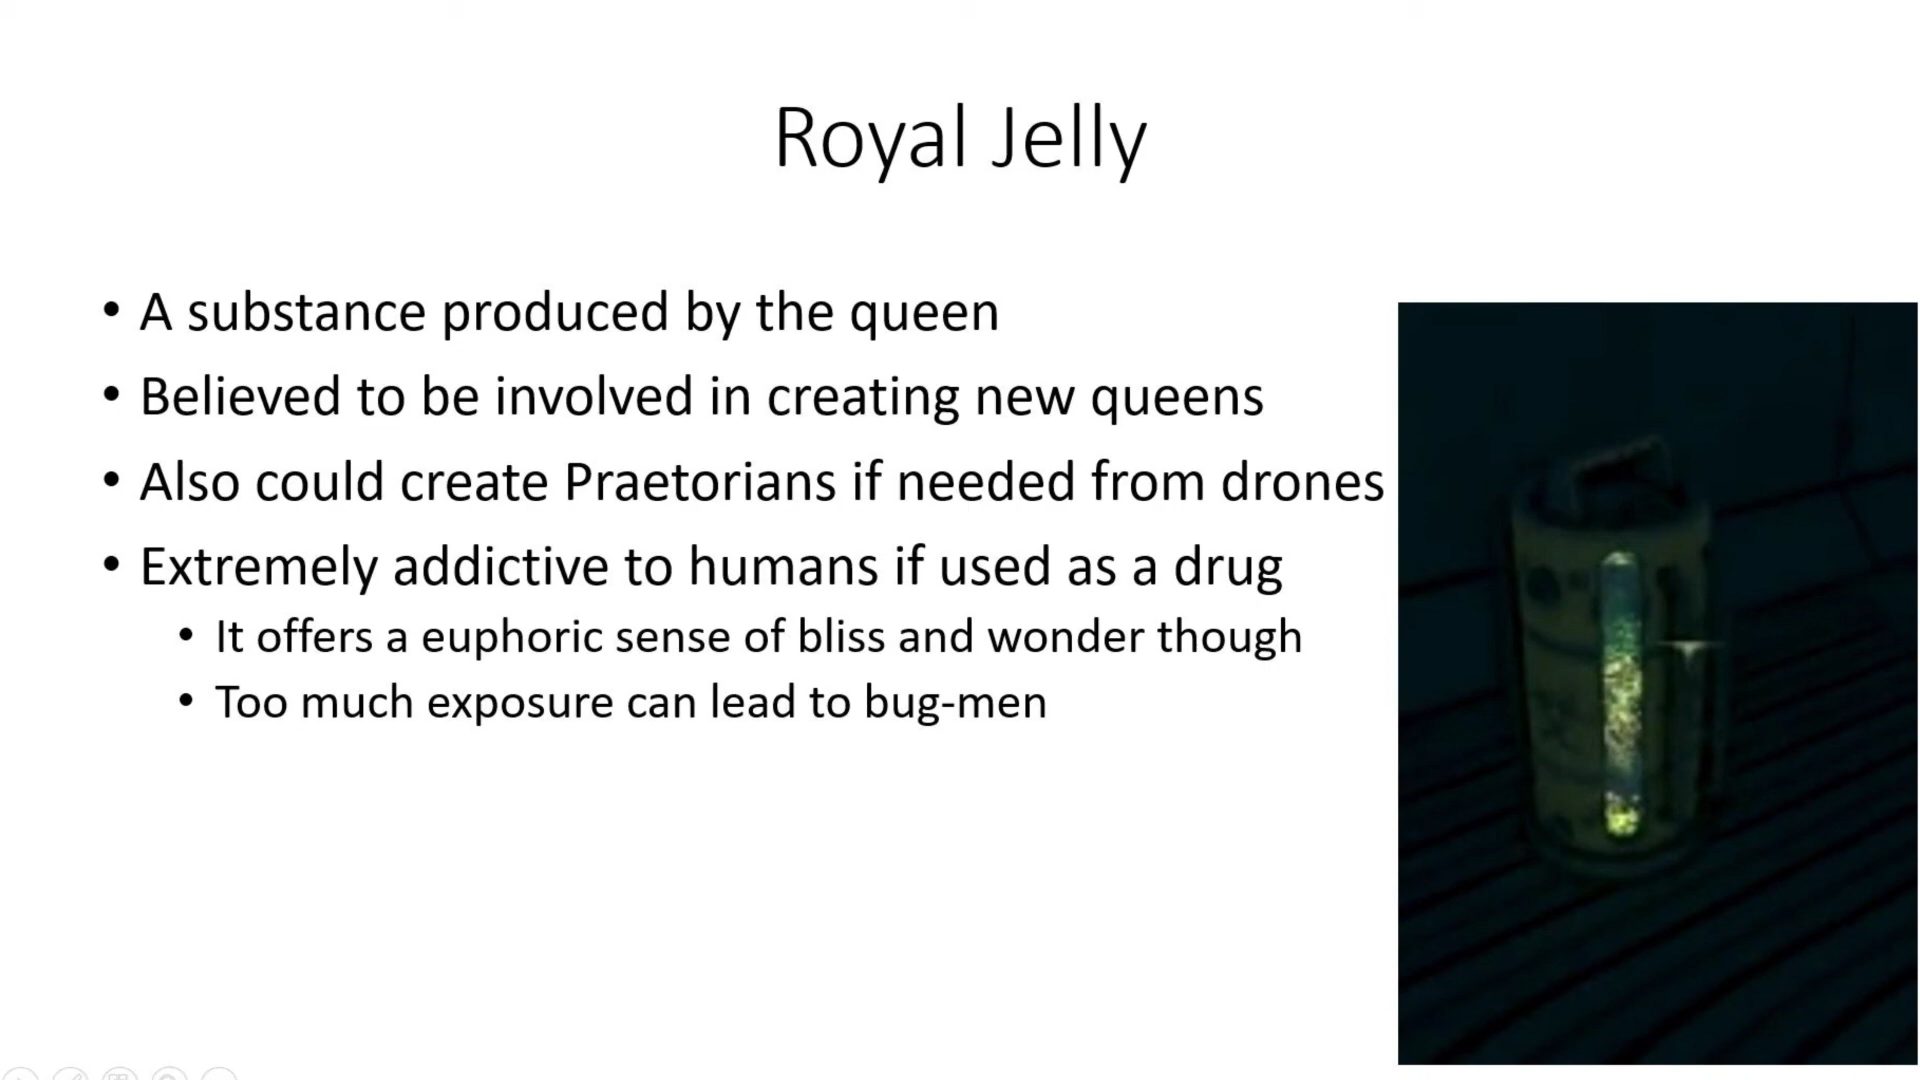 Royal Jelly
• A substance produced by the queen
• Believed to be involved in creating new queens
• Also could create Praetorians if needed from drones
• Extremely addictive to humans if used as a drug
• It offers a euphoric sense of bliss and wonder though
• Too much exposure can lead to bug-men